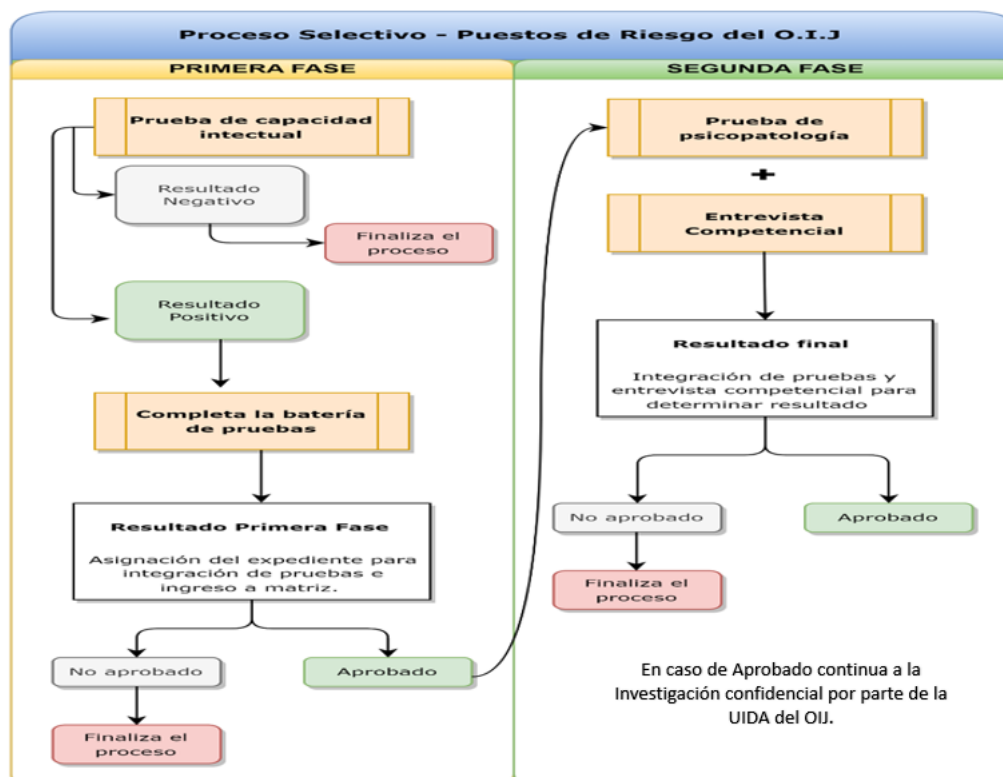 Proceso Selectivo - Puestos de Riesgo del O.I.J
PRIMERA FASE
Prueba de capacidad
intectual
Resultado
Negativo
Finaliza el
proceso
Resultado
Positivo
Completa la batería
de pruebas
Resultado Primera Fase
Asignación del expediente para
integración de pruebas e
ingreso a matriz.
No aprobado
Aprobado
Finaliza el
proceso
SEGUNDA FASE
Prueba de
psicopatología
+
Entrevista
Competencial
Resultado final
Integración de pruebas y
entrevista competencial para
determinar resultado
No aprobado
Aprobado
Finaliza el
proceso
En caso de Aprobado continua a la
Investigación confidencial por parte de la
UIDA del OIJ.